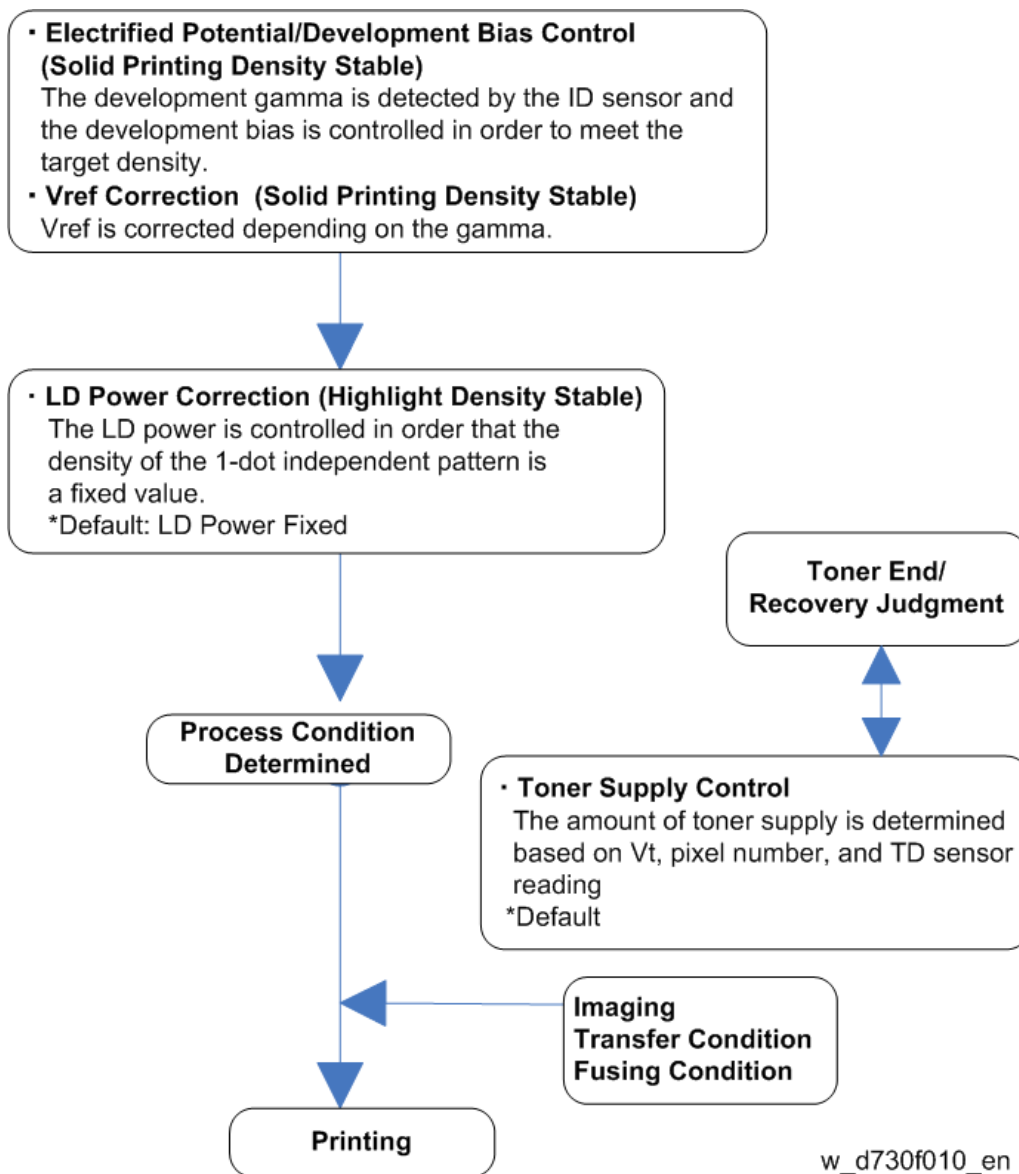 · Electrified Potential/Development Bias Control
(Solid Printing Density Stable)
The development gamma is detected by the ID sensor and
the development bias is controlled in order to meet the
target density.
· Vref Correction  (Solid Printing Density Stable)
Vref is corrected depending on the gamma.
· LD Power Correction (Highlight Density Stable)
The LD power is controlled in order that the
density of the 1-dot independent pattern is
a fixed value.
*Default: LD Power Fixed
Toner End/
Recovery Judgment
Process Condition
Determined
· Toner Supply Control
The amount of toner supply is determined
based on Vt, pixel number, and TD sensor
reading
*Default
Imaging
Transfer Condition
Fusing Condition
Printing
w_d730f010_en